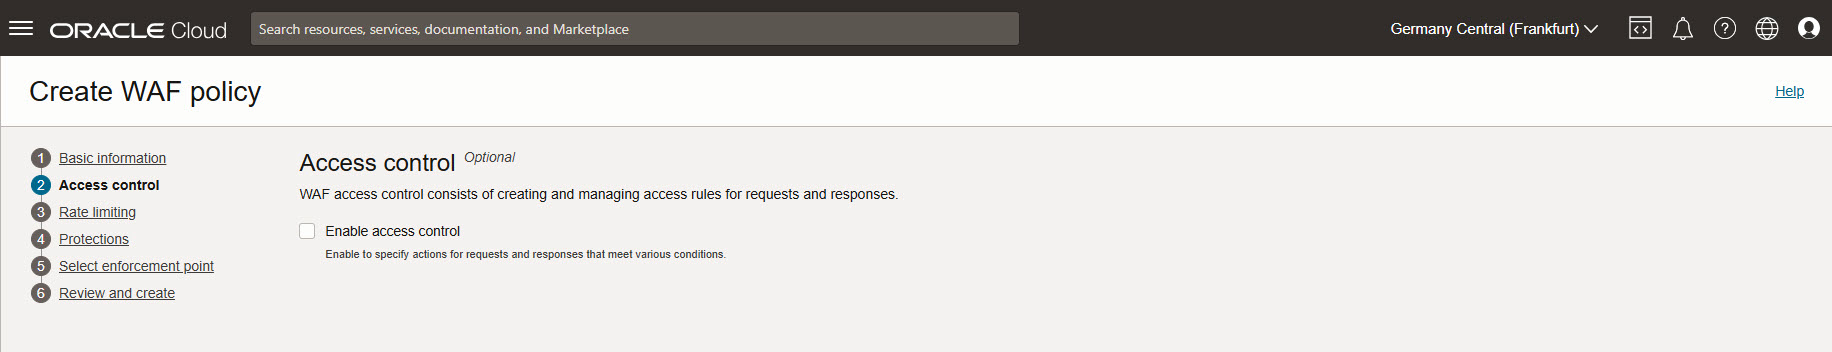 ORACLE Cloud
Search resources, services, documentation, and Marketplace
Germany Central (Frankfurt)
Create WAF policy
Help
1 Basic information
2 Access control
3 Rate limiting
4 Protections
5 Select enforcement point
6 Review and create
Access control Optional
WAF access control consists of creating and managing access rules for requests and responses.
Enable access control
Enable to specify actions for requests and responses that meet various conditions.